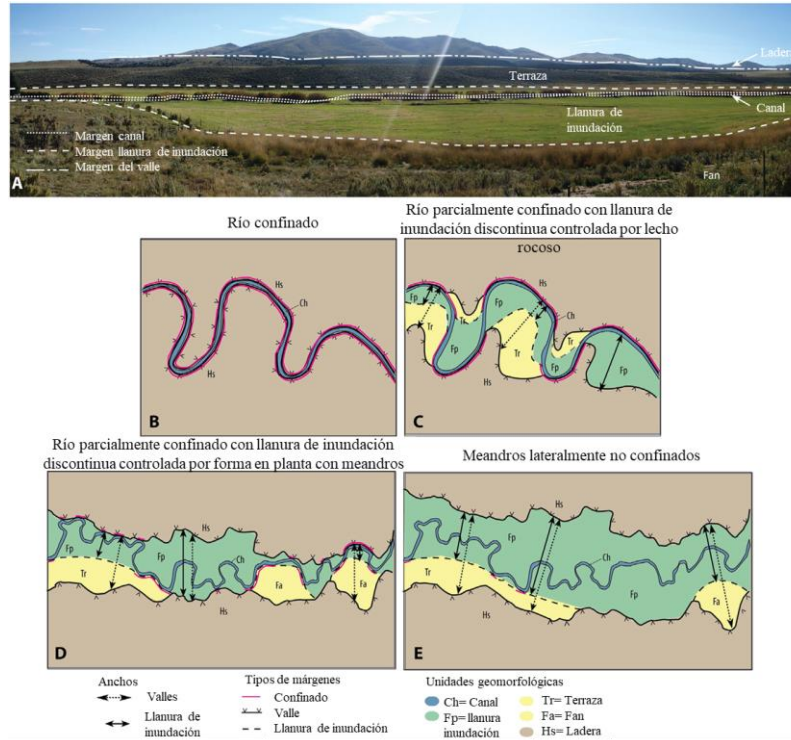 Ladera
Terraza
Canal
Llanura de
inundación
Margen canal
Margen llanura de inundación
Margen del valle
Fan
A
Río confinado
Hs
Ch
Hs
B
Río parcialmente confinado con llanura de
inundación discontinua controlada por lecho
rocoso
Fp
Tr
Tr
Fp
Hs
Ch
Tr
Tr
Fp
Fp
Hs
Fp
C
Río parcialmente confinado con llanura de inundación
discontinua controlada por forma en planta con meandros
Hs
Fp
Fp
Ch
Tr
Fa
Fa
Hs
D
Meandros lateralmente no confinados
Hs
Fp
Ch
Fp
Tr
Fa
Hs
E
Anchos
Valles
Llanura de
inundación
Tipos de márgenes
Confinado
Valle
Llanura de inundación
Unidades geomorfológicas
Ch= Canal
Fp= llanura
inundación
Tr= Terraza
Fa= Fan
Hs= Ladera